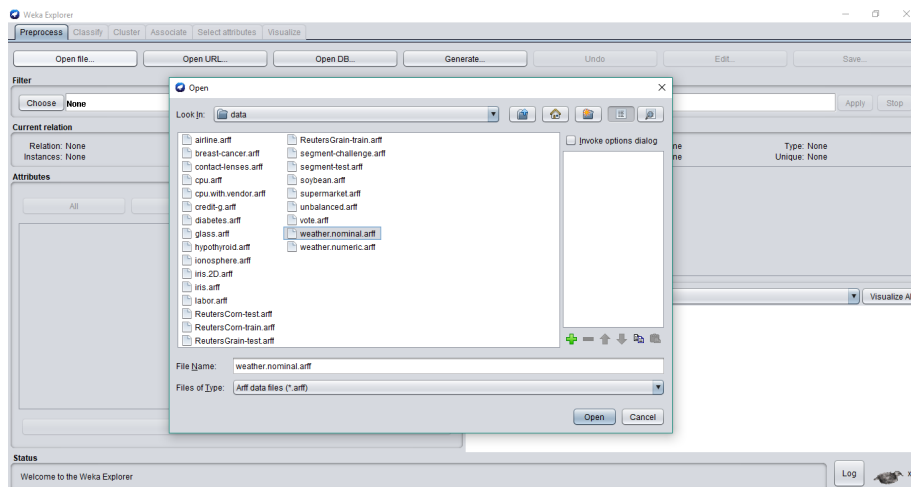 Weka Explorer
Preprocess Classify Cluster Associate Select attributes Visualize
Open file... Open URL... Open DB... Generate... Undo Edit... Save...
Filter
Choose None Apply Stop
Current relation
Relation: None
Instances: None
ne Type: None
ne Unique: None
Attributes
All
Visualize Al
Open
Look In: data
airline.arff
breast-cancer.arff
contact-lenses.arff
cpu.arff
cpu.with.vendor.arff
credit-g.arff
diabetes.arff
glass.arff
hypothyroid.arff
ionosphere.arff
iris.2D.arff
iris.arff
labor.arff
ReutersCorn-test.arff
ReutersCorn-train.arff
ReutersGrain-test.arff
ReutersGrain-train.arff
segment-challenge.arff
segment-test.arff
soybean.arff
supermarket.arff
unbalanced.arff
vote.arff
weather.nominal.arff
weather.numeric.arff
Invoke options dialog
File Name: weather.nominal.arff
Files of Type: Arff data files (*.arff)
Open Cancel
Status
Welcome to the Weka Explorer
Log x